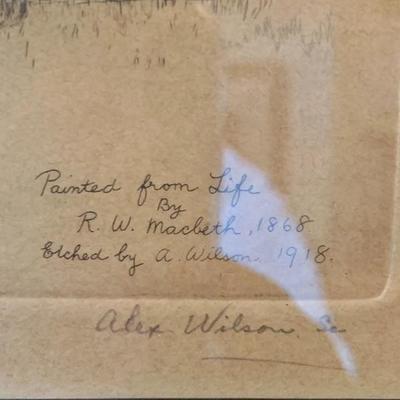 Painted from Life
By
R. W. Macbeth, 1868
Etched by A. Wilson. 1918.
Alex Wilson. Sc